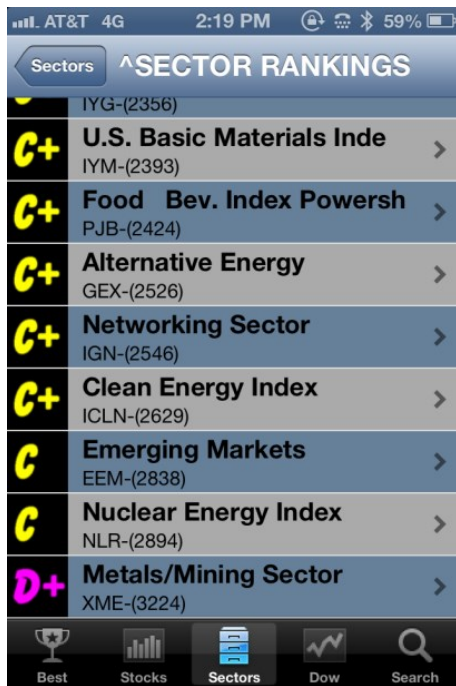 AT&T 4G 2:19 PM 59%
Sectors ^SECTOR RANKINGS
IYG-(2356)
C+ U.S. Basic Materials Inde
IYM-(2393)
C+ Food Bev. Index Powersh
PJB-(2424)
C+ Alternative Energy
GEX-(2526)
C+ Networking Sector
IGN-(2546)
C+ Clean Energy Index
ICLN-(2629)
C Emerging Markets
EEM-(2838)
C Nuclear Energy Index
NLR-(2894)
D+ Metals/Mining Sector
XME-(3224)
Best Stocks Sectors Dow Search